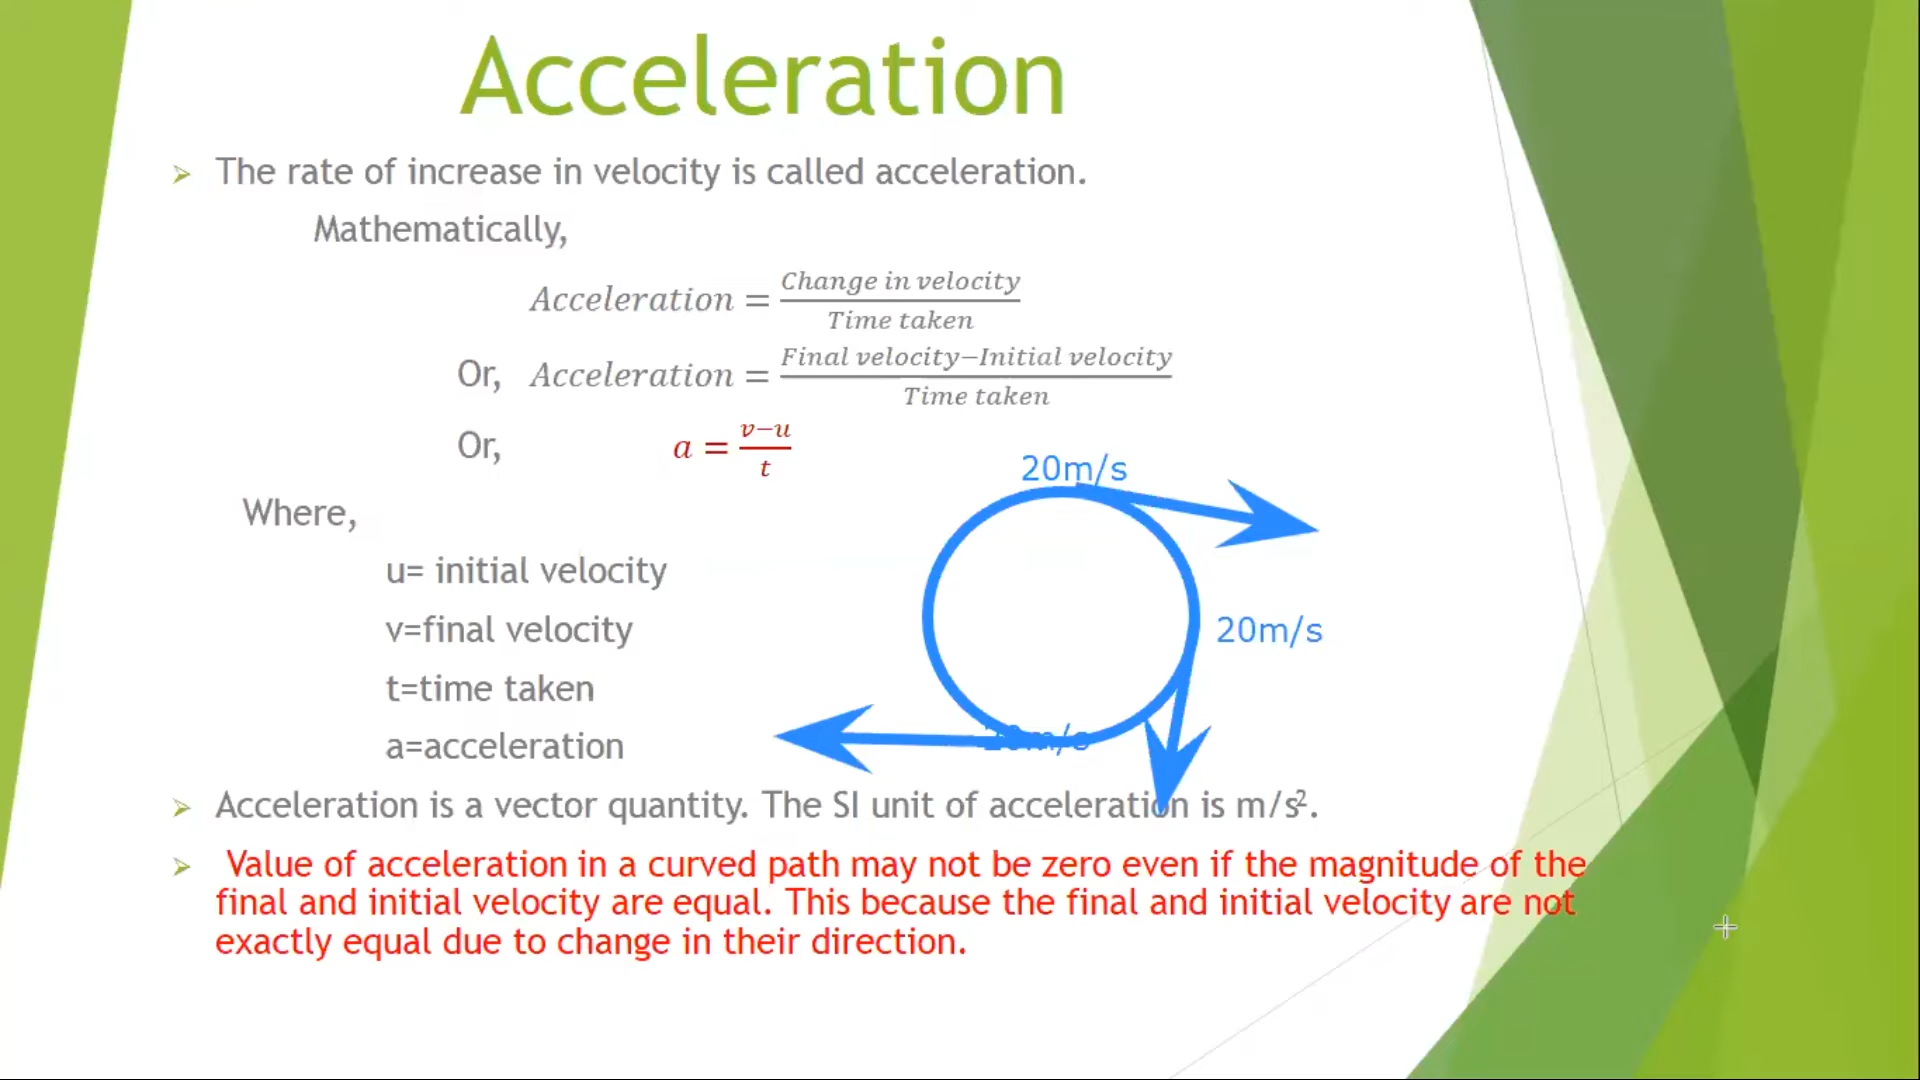 Acceleration
The rate of increase in velocity is called acceleration.
Mathematically,
Acceleration = Change in velocity / Time taken
Or, Acceleration = Final velocity−Initial velocity / Time taken
Or, a = v−u / t
20m/s
Where,
u= initial velocity
v=final velocity
20m/s
t=time taken
20m/s
a=acceleration
Acceleration is a vector quantity. The SI unit of acceleration is m/s².
Value of acceleration in a curved path may not be zero even if the magnitude of the
final and initial velocity are equal. This because the final and initial velocity are not
exactly equal due to change in their direction.